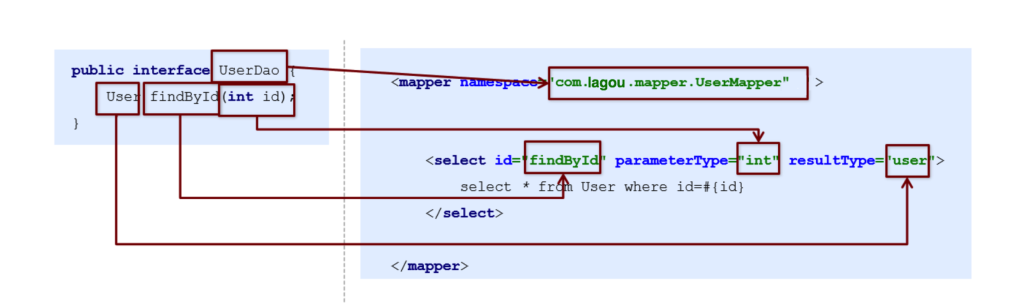 public interface UserDao {
User findById(int id);
}
<mapper namespace="com.lagou.mapper.UserMapper" >
<select id="findById" parameterType="int" resultType="user">
select * from User where id=#{id}
</select>
</mapper>